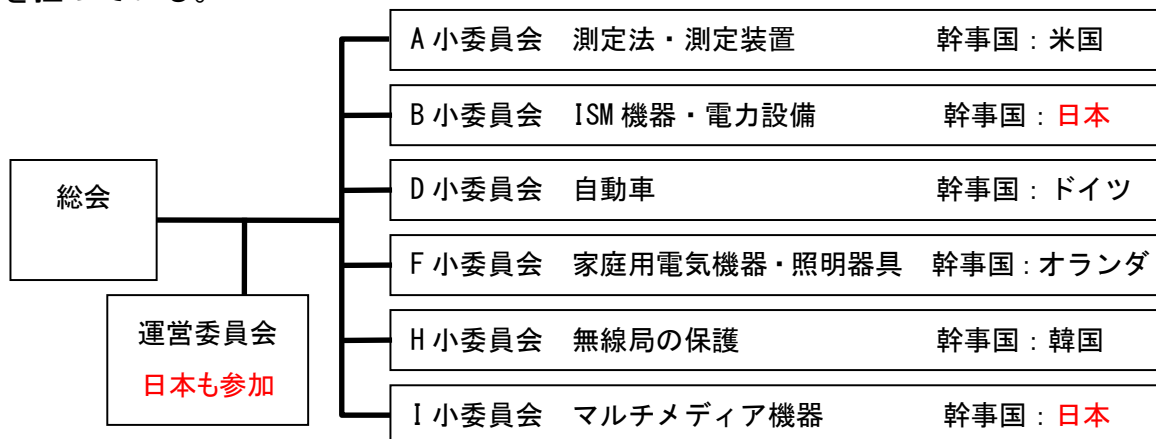 A 小委員会 測定法・測定装置 幹事国：米国
B 小委員会 ISM 機器・電力設備 幹事国：日本
D 小委員会 自動車 幹事国：ドイツ
F 小委員会 家庭用電気機器・照明器具 幹事国：オランダ
H 小委員会 無線局の保護 幹事国：韓国
I 小委員会 マルチメディア機器 幹事国：日本
総会
運営委員会
日本も参加